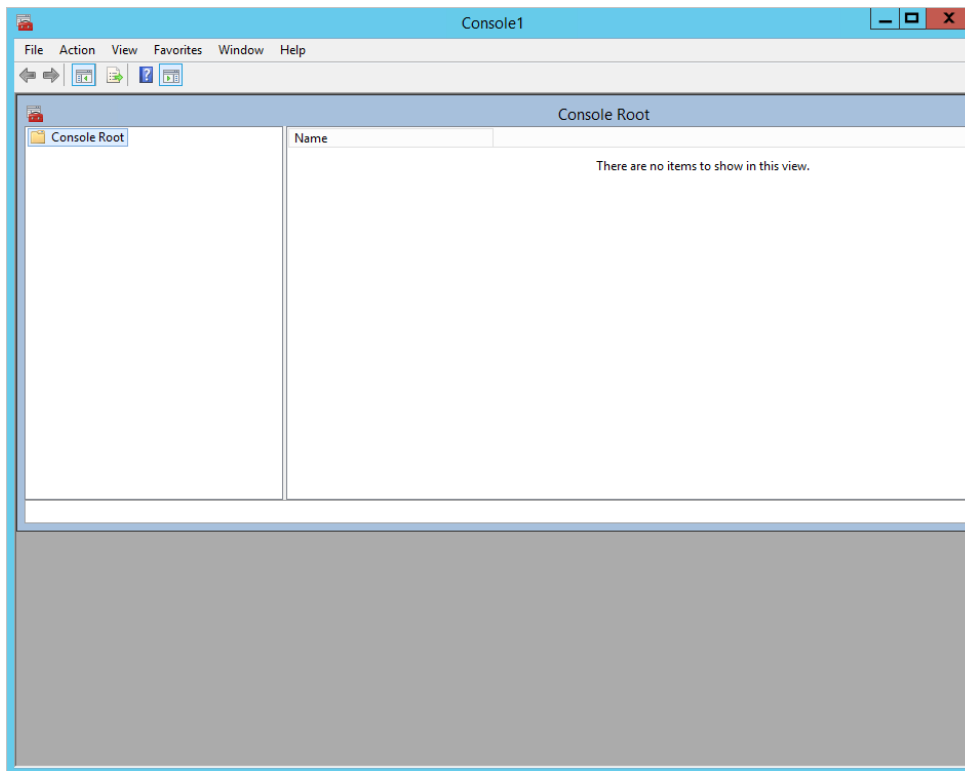 Console1
File Action View Favorites Window Help
Console Root
Console Root
Name
There are no items to show in this view.